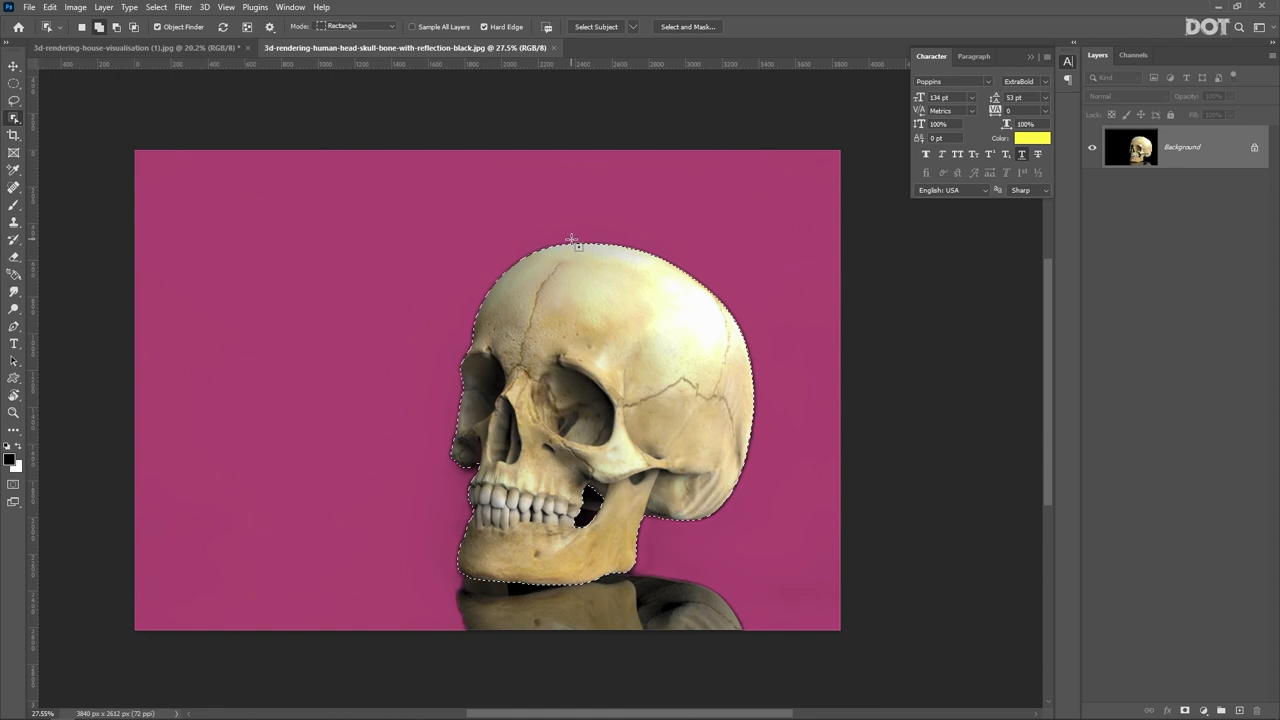 File Edit Image Layer Type Select Filter 3D View Plugins Window Help
Object Finder Mode: Rectangle Sample All Layers Hard Edge Select Subject Select and Mask... DOT
3d-rendering-house-visualisation (1).jpg @ 20.2% (RGB/8) * × 3d-rendering-human-head-skull-bone-with-reflection-black.jpg @ 27.5% (RGB/8) ×
Character Paragraph
Layers Channels
Kind
Poppins ExtraBold
Normal Opacity: 100%
134 pt 53 pt
Metrics 0
Lock: Fill: 100%
100% 100%
0 pt Color:
Background
English: USA Sharp
27.55% 3840 px x 2612 px (72 ppi)